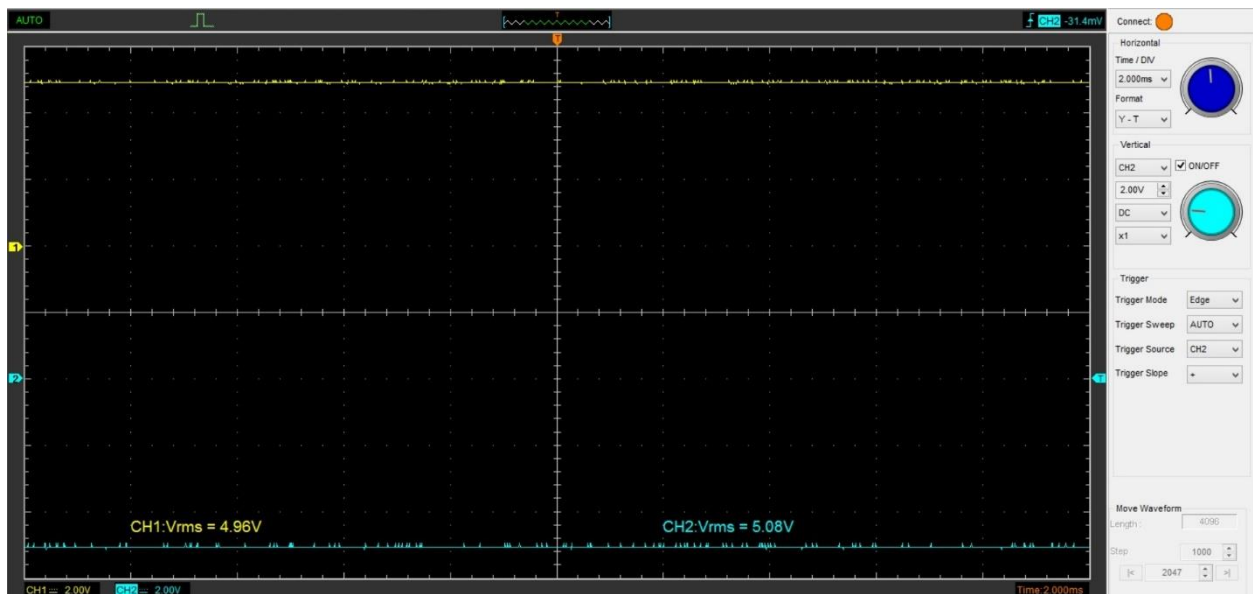 AUTO
T
CH2 -31.4mV
Connect:
T
Horizontal
Time / DIV
2.000ms
Format
Y - T
Vertical
CH2
ON/OFF
2.00V
DC
x1
1
Trigger
Trigger Mode Edge
Trigger Sweep AUTO
Trigger Source CH2
Trigger Slope +
2
T
CH1:Vrms = 4.96V
CH2:Vrms = 5.08V
Move Waveform
Length : 4096
Step 1000
|< 2047 >|
CH1 2.00V CH2 2.00V
Time:2.000ms